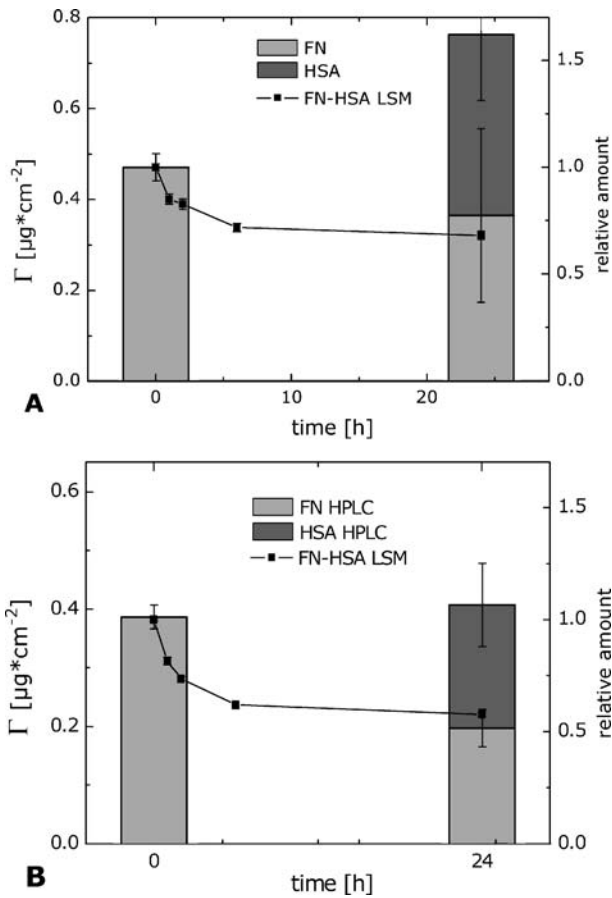 0.8
0.6
0.4
0.2
0.0
Γ [µg*cm-2]
FN
HSA
FN-HSA LSM
1.5
1.0
0.5
0.0
relative amount
0 10 20
time [h]
A
0.6
0.4
0.2
0.0
Γ [µg*cm-2]
FN HPLC
HSA HPLC
FN-HSA LSM
1.5
1.0
0.5
0.0
relative amount
0 24
time [h]
B